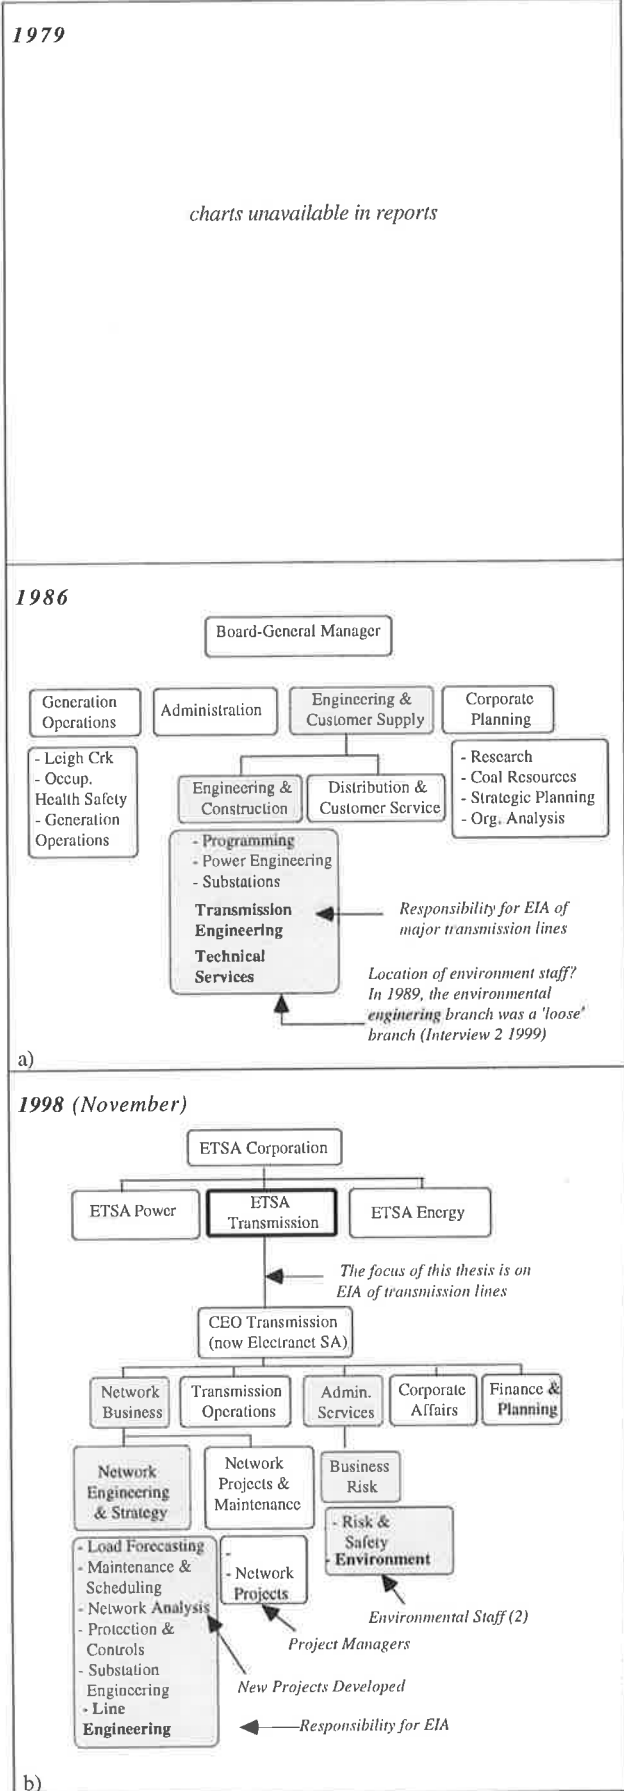 1979
charts unavailable in reports
1986
Board-General Manager
Generation
Operations
Administration
Engineering &
Customer Supply
Corporate
Planning
- Leigh Crk
- Occup.
Health Safety
- Generation
Operations
Engineering &
Construction
Distribution &
Customer Service
- Research
- Coal Resources
- Strategic Planning
- Org. Analysis
- Programming
- Power Engineering
- Substations
Transmission
Engineering
Technical
Services
Responsibility for EIA of
major transmission lines
Location of environment staff?
In 1989, the environmental
enginering branch was a 'loose'
branch (Interview 2 1999)
a)
1998 (November)
ETSA Corporation
ETSA Power
ETSA
Transmission
ETSA Energy
The focus of this thesis is on
EIA of transmission lines
CEO Transmission
(now Electranet SA)
Network
Business
Transmission
Operations
Admin.
Services
Corporate
Affairs
Finance &
Planning
Network
Engineering
& Strategy
Network
Projects &
Maintenance
Business
Risk
- Load Forecasting
- Maintenance &
Scheduling
- Network Analysis
- Protection &
Controls
- Substation
Engineering
- Line
Engineering
-
- Network
Projects
- Risk &
Safety
- Environment
Environmental Staff (2)
Project Managers
New Projects Developed
Responsibility for EIA
b)